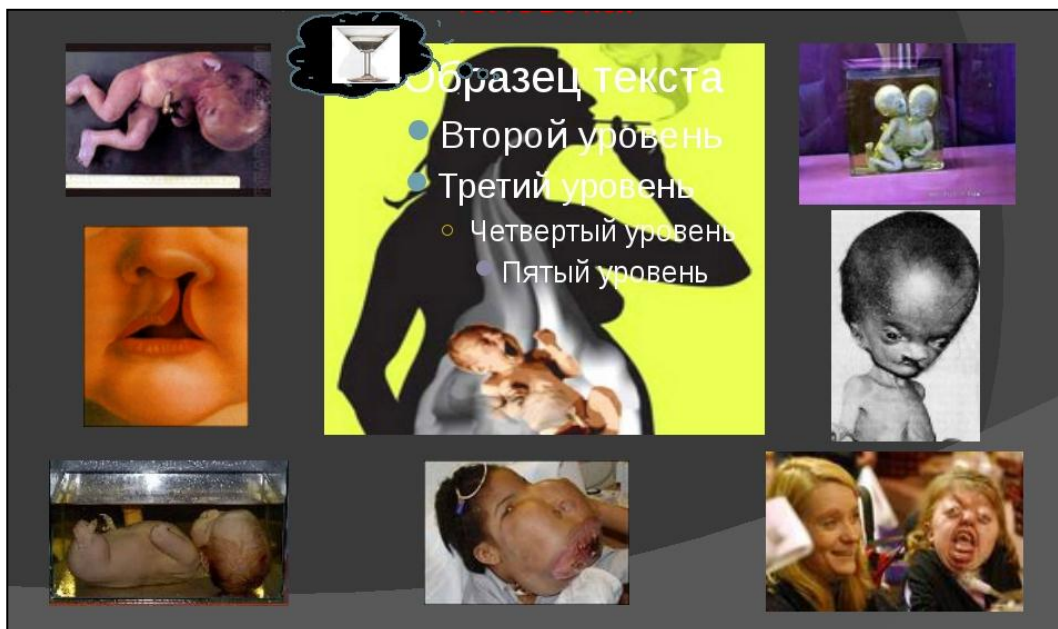 Образец текста
Второй уровень
Третий уровень
Четвертый уровень
Пятый уровень